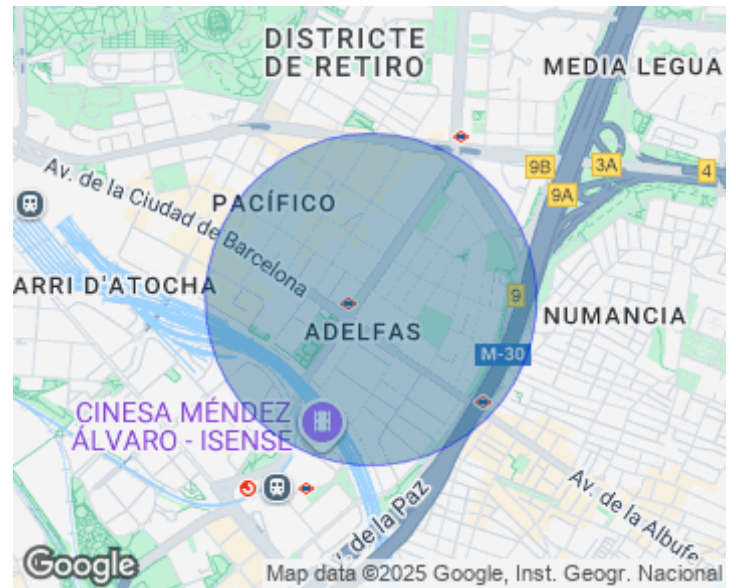 DISTRICTE
DE RETIRO
MEDIA LEGUA
9B
3A
4
9A
Av. de la Ciudad de Barcelona
PACÍFICO
ARRI D'ATOCHA
9
NUMANCIA
ADELFAS
M-30
CINESA MÉNDEZ
ÁLVARO - ISENSE
de la Paz
Av. de la Albufe
Google
Map data ©2025 Google, Inst. Geogr. Nacional